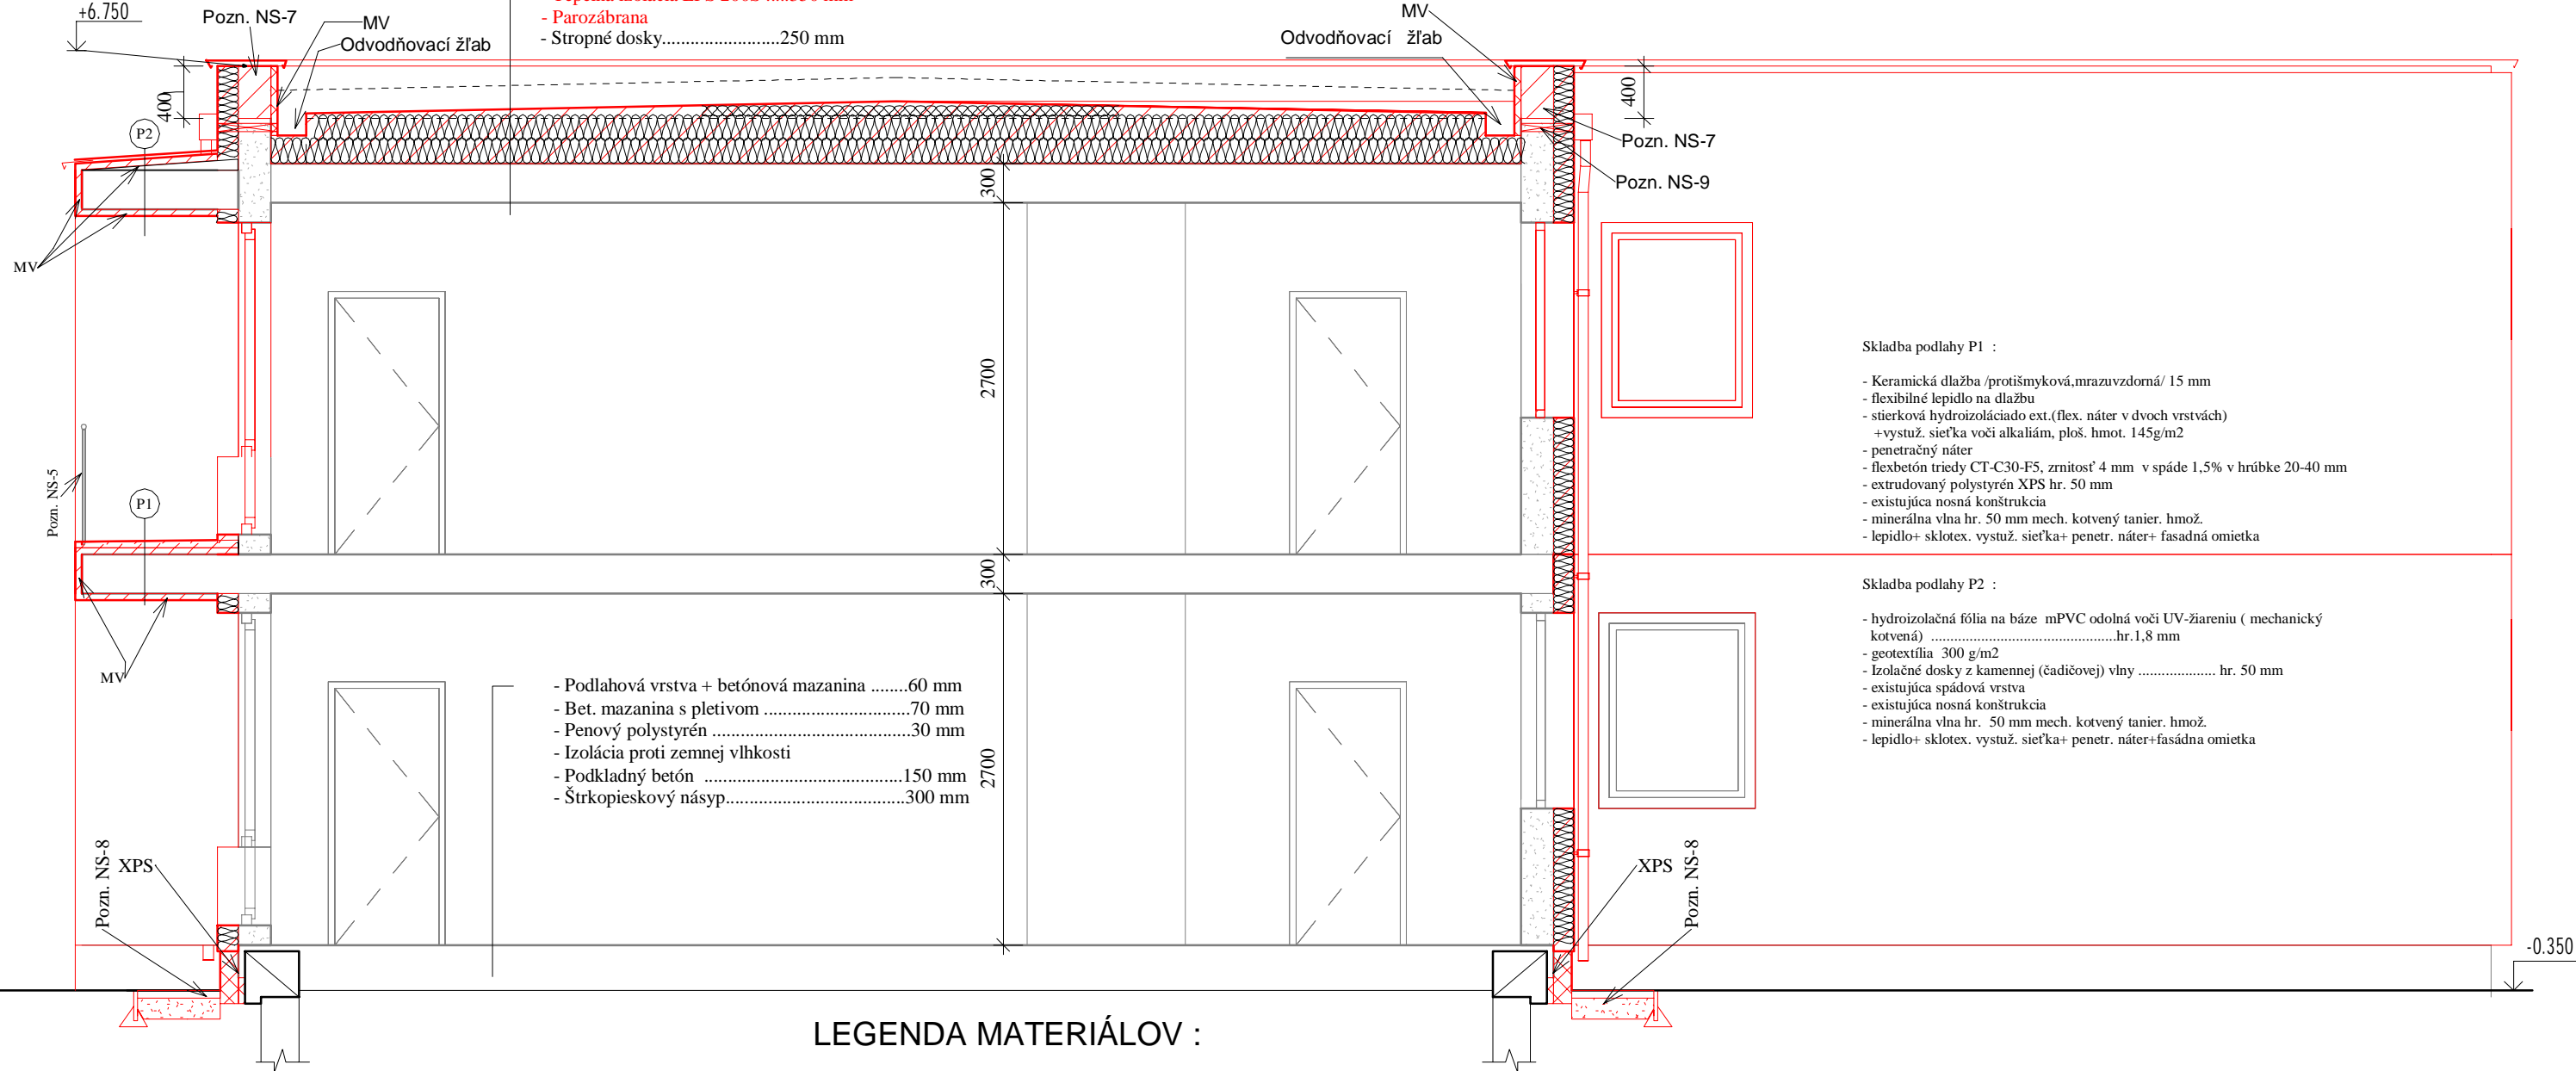 +6.750
Pozn. NS-7
MV
Odvodňovací žľab
- Parozábrana
- Stropné dosky.........................250 mm
MV
Odvodňovací žľab
400
400
P2
Pozn. NS-7
Pozn. NS-9
300
MV
2700
Pozn. NS-5
P1
300
MV
2700
Skladba podlahy P1 :
- Keramická dlažba /protišmyková,mrazuvzdorná/ 15 mm
- flexibilné lepidlo na dlažbu
- stierková hydroizoláciado ext.(flex. náter v dvoch vrstvách)
+vystuž. sieťka voči alkaliám, ploš. hmot. 145g/m2
- penetračný náter
- flexbetón triedy CT-C30-F5, zrnitosť 4 mm v spáde 1,5% v hrúbke 20-40 mm
- extrudovaný polystyrén XPS hr. 50 mm
- existujúca nosná konštrukcia
- minerálna vlna hr. 50 mm mech. kotvený tanier. hmož.
- lepidlo+ sklotex. vystuž. sieťka+ penetr. náter+ fasadná omietka
Skladba podlahy P2 :
- hydroizolačná fólia na báze mPVC odolná voči UV-žiareniu ( mechanický
kotvená) ................................................hr.1,8 mm
- geotextília 300 g/m2
- Izolačné dosky z kamennej (čadičovej) vlny .................... hr. 50 mm
- existujúca spádová vrstva
- existujúca nosná konštrukcia
- minerálna vlna hr. 50 mm mech. kotvený tanier. hmož.
- lepidlo+ sklotex. vystuž. sieťka+ penetr. náter+fasádna omietka
- Podlahová vrstva + betónová mazanina ........60 mm
- Bet. mazanina s pletivom ...............................70 mm
- Penový polystyrén ..........................................30 mm
- Izolácia proti zemnej vlhkosti
- Podkladný betón ..........................................150 mm
- Štrkopieskový násyp......................................300 mm
Pozn. NS-8
XPS
XPS
Pozn. NS-8
-0.350
LEGENDA MATERIÁLOV :